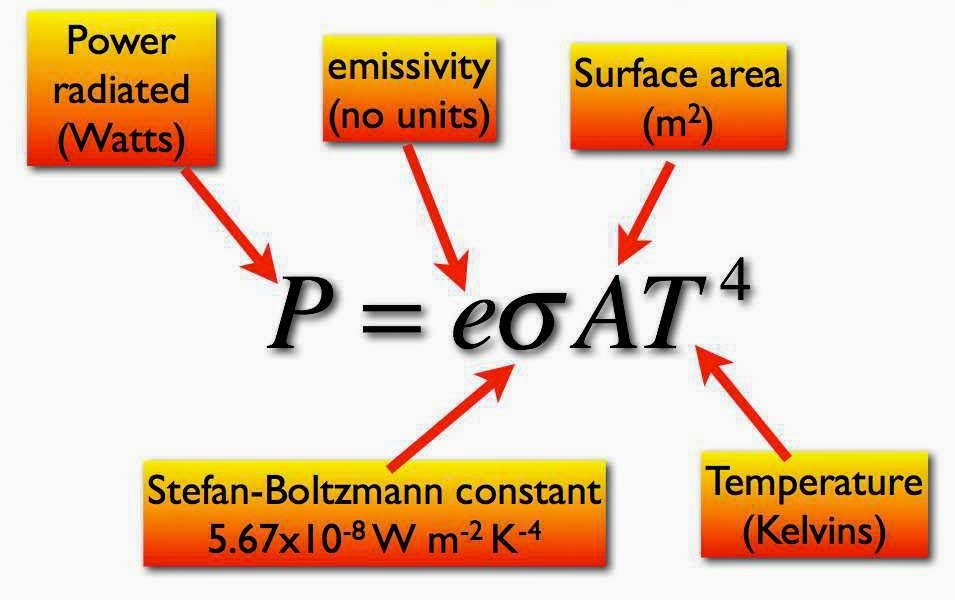 Power
radiated
(Watts)
emissivity
(no units)
Surface area
(m²)
P = eσAT⁴
Stefan-Boltzmann constant
5.67x10⁻⁸ W m⁻² K⁻⁴
Temperature
(Kelvins)